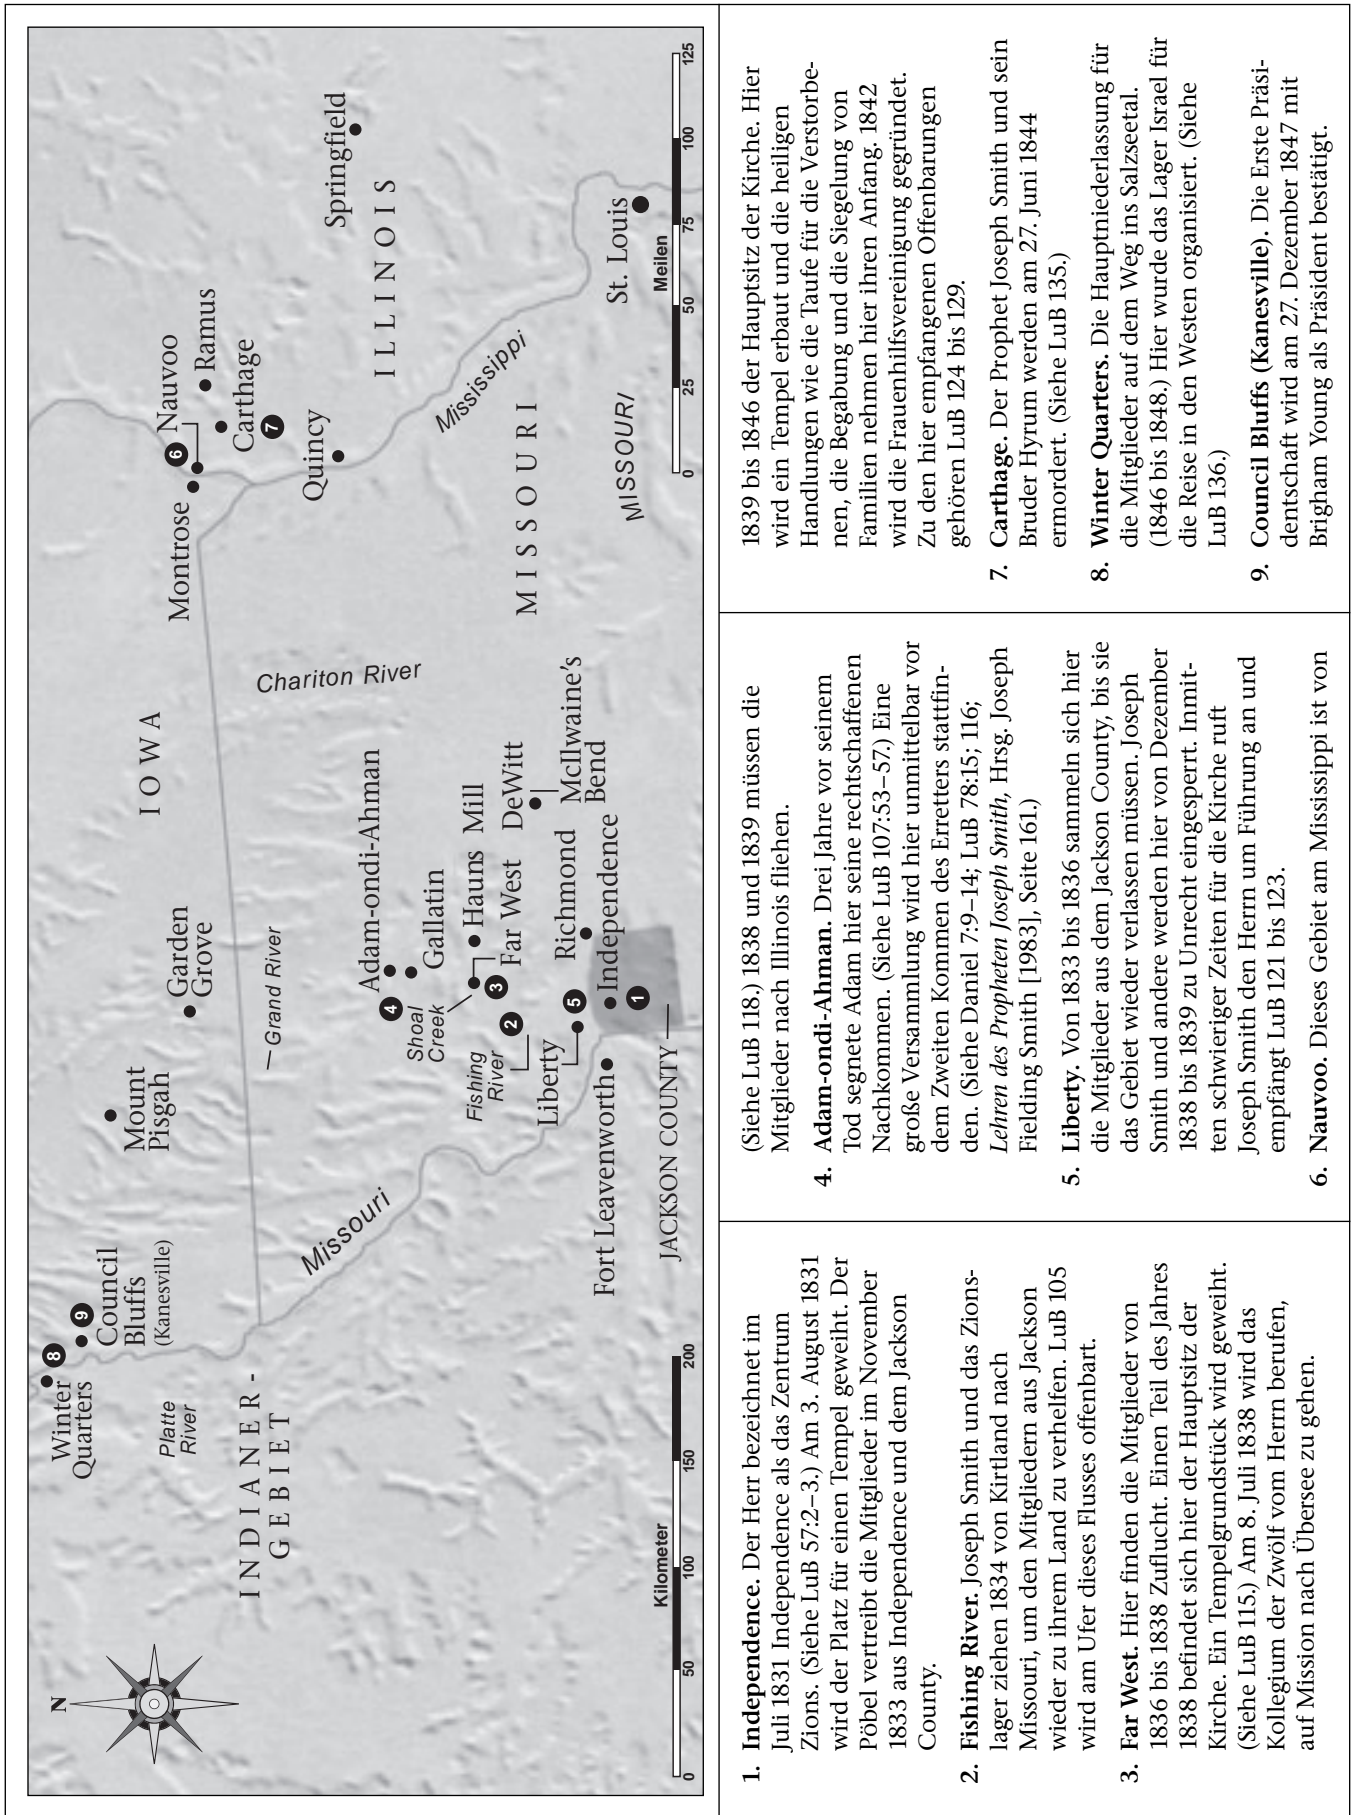 N
Winter
Quarters
8
9
Council
Bluffs
(Kanesville)
Platte
River
INDIANER-
GEBIET
Missouri
Mount
Pisgah
Garden
Grove
IOWA
Grand River
Chariton River
Montrose
6
Nauvoo
Ramus
Carthage
7
Quincy
Springfield
ILLINOIS
Mississippi
MISSOURI
MISSOURI
St. Louis
Adam-ondi-Ahman
4
Gallatin
Shoal
Creek
Hauns Mill
3
Far West
2
Fishing
River
DeWitt
McIlwaine's
Bend
Richmond
Liberty
5
Independence
1
Fort Leavenworth
JACKSON COUNTY
Kilometer
0
50
100
150
200
Meilen
0
25
50
75
100
125
1. Independence. Der Herr bezeichnet im
Juli 1831 Independence als das Zentrum
Zions. (Siehe LuB 57:2–3.) Am 3. August 1831
wird der Platz für einen Tempel geweiht. Der
Pöbel vertreibt die Mitglieder im November
1833 aus Independence und dem Jackson
County.
2. Fishing River. Joseph Smith und das Zions-
lager ziehen 1834 von Kirtland nach
Missouri, um den Mitgliedern aus Jackson
wieder zu ihrem Land zu verhelfen. LuB 105
wird am Ufer dieses Flusses offenbart.
3. Far West. Hier finden die Mitglieder von
1836 bis 1838 Zuflucht. Einen Teil des Jahres
1838 befindet sich hier der Hauptsitz der
Kirche. Ein Tempelgrundstück wird geweiht.
(Siehe LuB 115.) Am 8. Juli 1838 wird das
Kollegium der Zwölf vom Herrn berufen,
auf Mission nach Übersee zu gehen.
(Siehe LuB 118.) 1838 und 1839 müssen die
Mitglieder nach Illinois fliehen.
4. Adam-ondi-Ahman. Drei Jahre vor seinem
Tod segnete Adam hier seine rechtschaffenen
Nachkommen. (Siehe LuB 107:53–57.) Eine
große Versammlung wird hier unmittelbar vor
dem Zweiten Kommen des Erretters stattfin-
den. (Siehe Daniel 7:9–14; LuB 78:15; 116;
Lehren des Propheten Joseph Smith, Hrsg, Joseph
Fielding Smith [1983], Seite 161.)
5. Liberty. Von 1833 bis 1836 sammeln sich hier
die Mitglieder aus dem Jackson County, bis sie
das Gebiet wieder verlassen müssen. Joseph
Smith und andere werden hier von Dezember
1838 bis 1839 zu Unrecht eingesperrt. Inmit-
ten schwieriger Zeiten für die Kirche ruft
Joseph Smith den Herrn um Führung an und
empfängt LuB 121 bis 123.
6. Nauvoo. Dieses Gebiet am Mississippi ist von
1839 bis 1846 der Hauptsitz der Kirche. Hier
wird ein Tempel erbaut und die heiligen
Handlungen wie die Taufe für die Verstorbe-
nen, die Begabung und die Siegelung von
Familien nehmen hier ihren Anfang. 1842
wird die Frauenhilfsvereinigung gegründet.
Zu den hier empfangenen Offenbarungen
gehören LuB 124 bis 129.
7. Carthage. Der Prophet Joseph Smith und sein
Bruder Hyrum werden am 27. Juni 1844
ermordert. (Siehe LuB 135.)
8. Winter Quarters. Die Hauptniederlassung für
die Mitglieder auf dem Weg ins Salzseetal.
(1846 bis 1848.) Hier wurde das Lager Israel für
die Reise in den Westen organisiert. (Siehe
LuB 136.)
9. Council Bluffs (Kanesville). Die Erste Präsi-
dentschaft wird am 27. Dezember 1847 mit
Brigham Young als Präsident bestätigt.